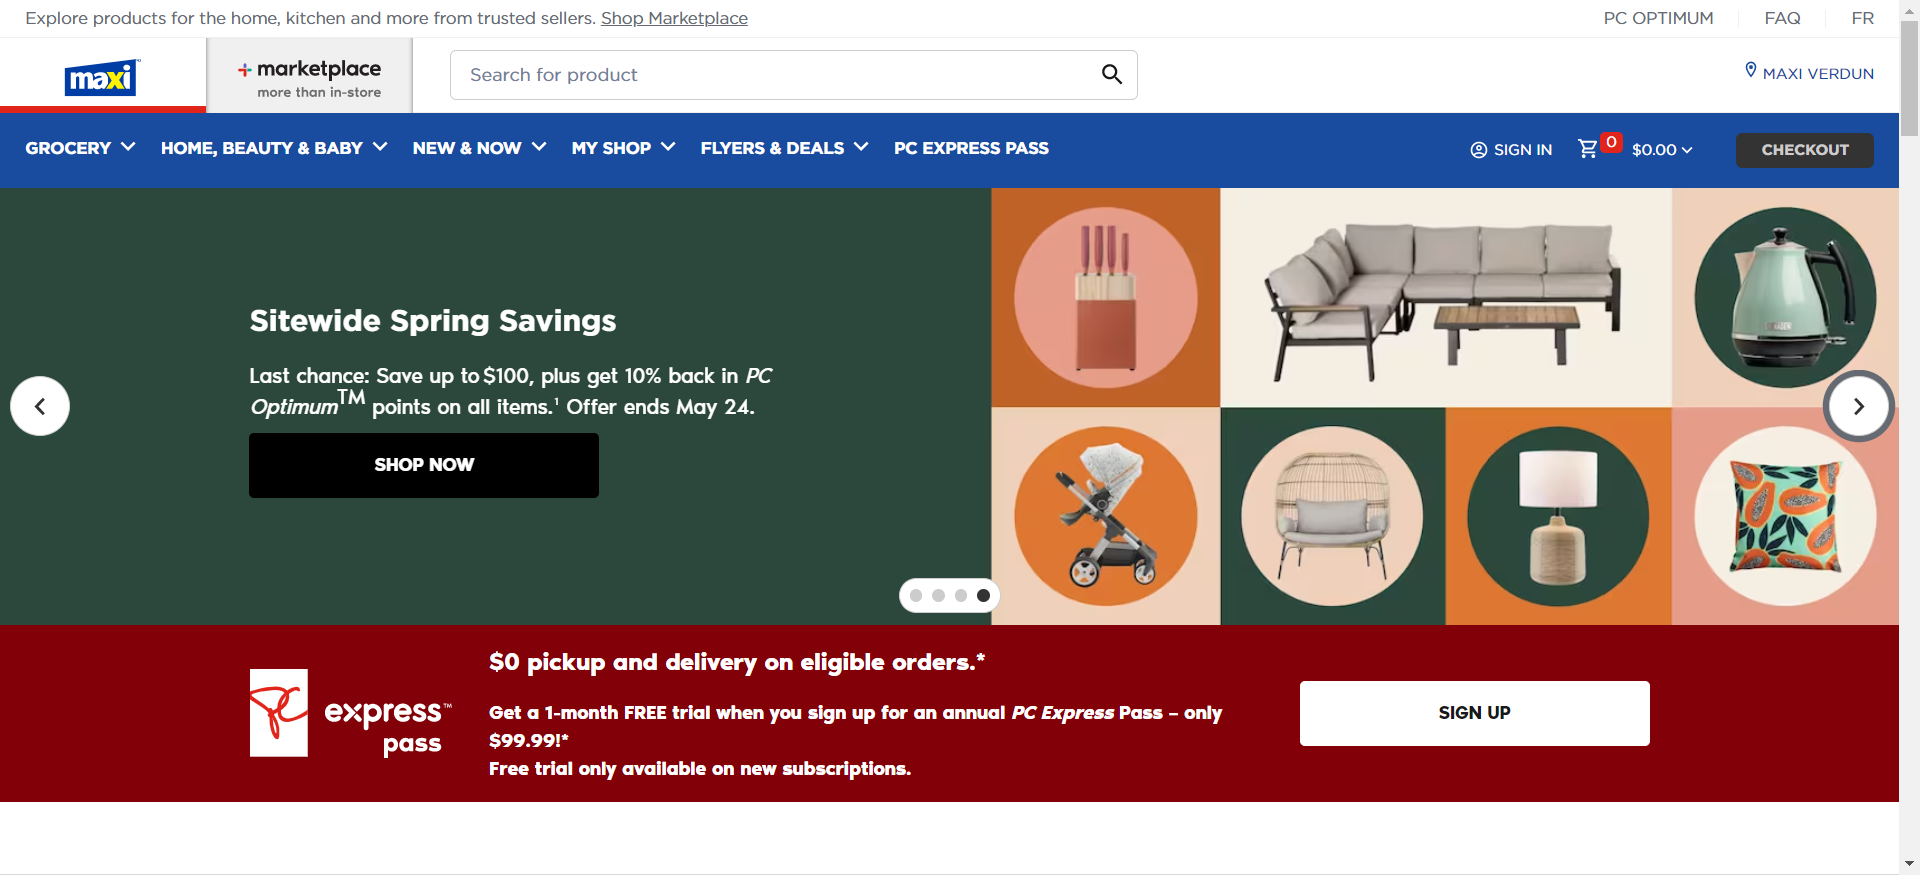 Explore products for the home, kitchen and more from trusted sellers. Shop Marketplace
PC OPTIMUM
FAQ
FR
maxi
marketplace
more than in-store
Search for product
MAXI VERDUN
GROCERY
HOME, BEAUTY & BABY
NEW & NOW
MY SHOP
FLYERS & DEALS
PC EXPRESS PASS
SIGN IN
0
$0.00
CHECKOUT
Sitewide Spring Savings
Last chance: Save up to $100, plus get 10% back in PC
Optimum™ points on all items.¹ Offer ends May 24.
SHOP NOW
PC express™
pass
$0 pickup and delivery on eligible orders.*
Get a 1-month FREE trial when you sign up for an annual PC Express Pass – only
$99.99!*
Free trial only available on new subscriptions.
SIGN UP